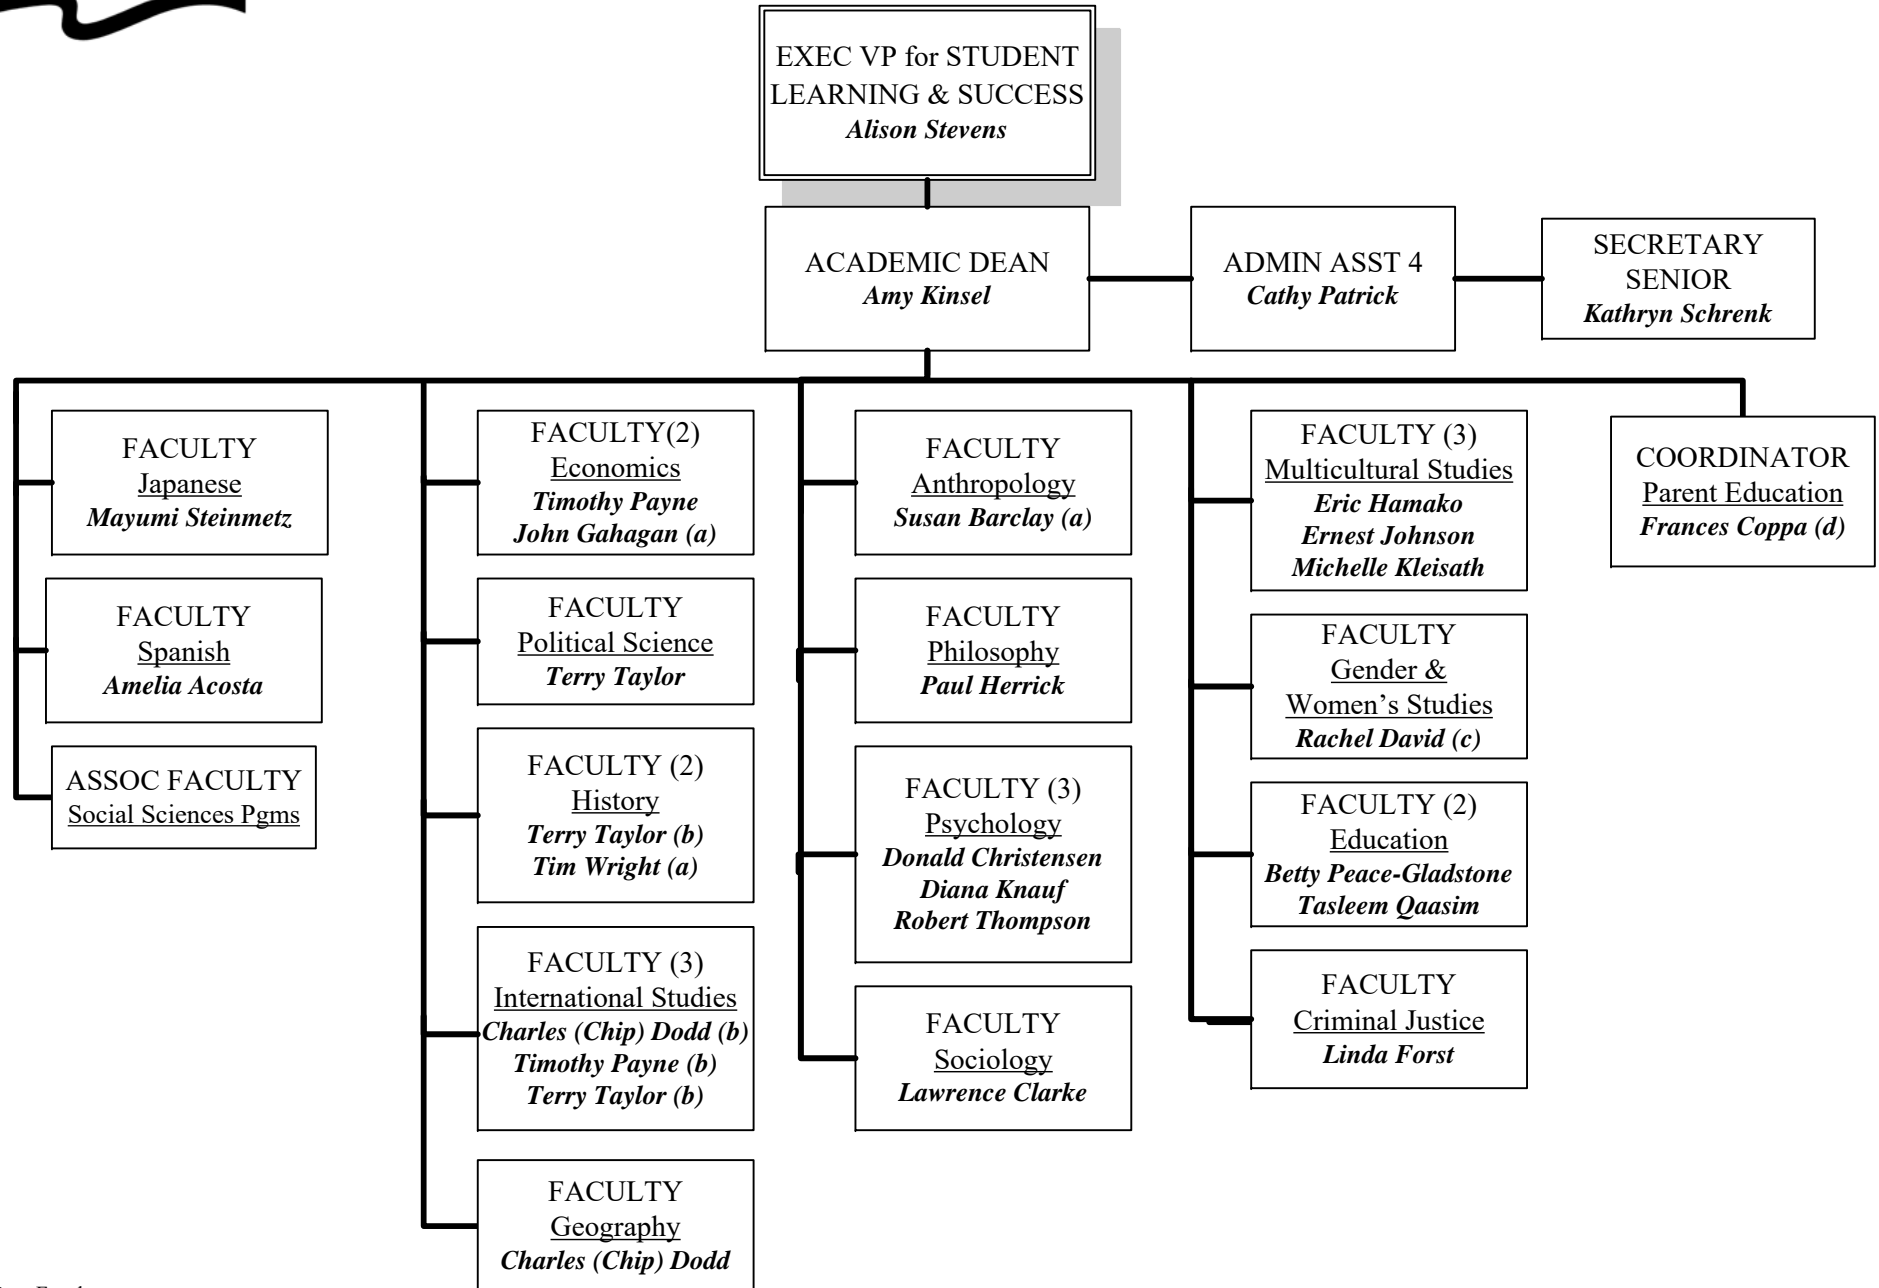 EXEC VP for STUDENT
LEARNING & SUCCESS
Alison Stevens
ACADEMIC DEAN
Amy Kinsel
ADMIN ASST 4
Cathy Patrick
SECRETARY
SENIOR
Kathryn Schrenk
FACULTY
Japanese
Mayumi Steinmetz
FACULTY
Spanish
Amelia Acosta
ASSOC FACULTY
Social Sciences Pgms
FACULTY(2)
Economics
Timothy Payne
John Gahagan (a)
FACULTY
Political Science
Terry Taylor
FACULTY (2)
History
Terry Taylor (b)
Tim Wright (a)
FACULTY (3)
International Studies
Charles (Chip) Dodd (b)
Timothy Payne (b)
Terry Taylor (b)
FACULTY
Geography
Charles (Chip) Dodd
FACULTY
Anthropology
Susan Barclay (a)
FACULTY
Philosophy
Paul Herrick
FACULTY (3)
Psychology
Donald Christensen
Diana Knauf
Robert Thompson
FACULTY
Sociology
Lawrence Clarke
FACULTY (3)
Multicultural Studies
Eric Hamako
Ernest Johnson
Michelle Kleisath
FACULTY
Gender &
Women’s Studies
Rachel David (c)
FACULTY (2)
Education
Betty Peace-Gladstone
Tasleem Qaasim
FACULTY
Criminal Justice
Linda Forst
COORDINATOR
Parent Education
Frances Coppa (d)